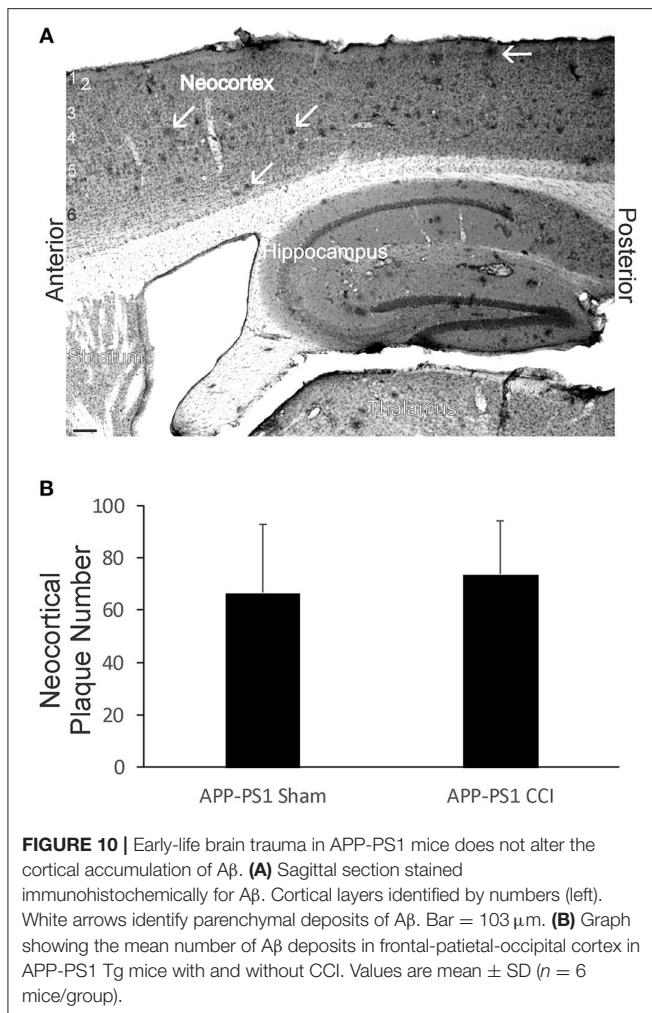 A
1
2
Neocortex
3
4
5
6
Anterior
Posterior
Hippocampus
Striatum
Thalamus
B
Neocortical
Plaque Number
100
80
60
40
20
0
APP-PS1 Sham
APP-PS1 CCI
FIGURE 10 | Early-life brain trauma in APP-PS1 mice does not alter the
cortical accumulation of Aβ. (A) Sagittal section stained
immunohistochemically for Aβ. Cortical layers identified by numbers (left).
White arrows identify parenchymal deposits of Aβ. Bar = 103 μm. (B) Graph
showing the mean number of Aβ deposits in frontal-patietal-occipital cortex in
APP-PS1 Tg mice with and without CCI. Values are mean ± SD (n = 6
mice/group).